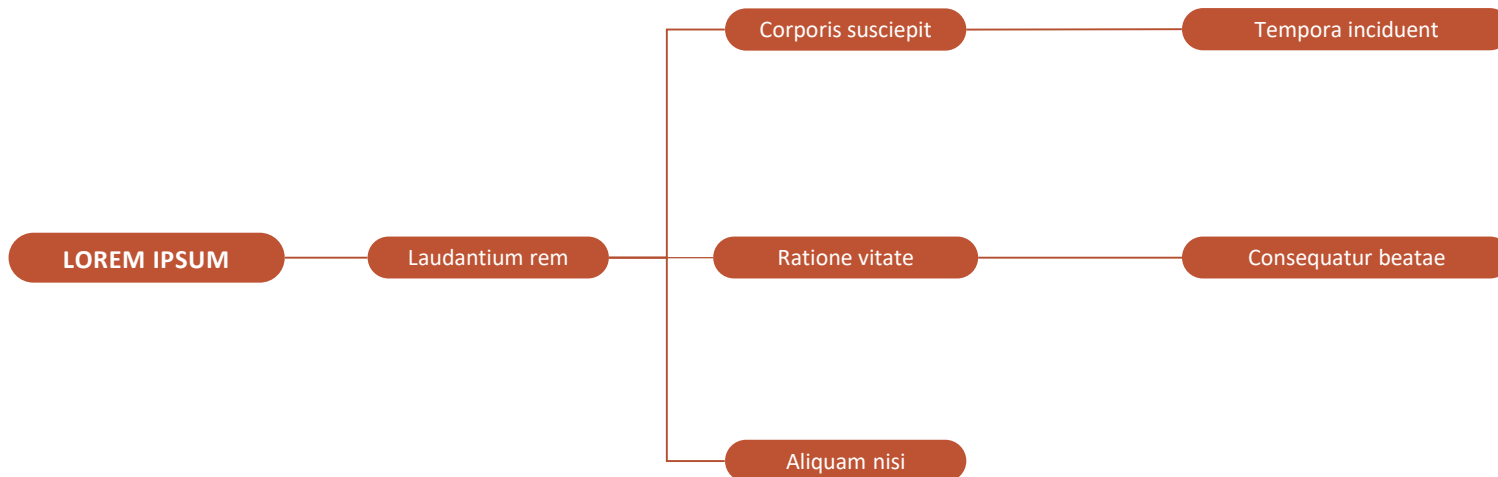 Corporis susciepit
Tempora inciduent
LOREM IPSUM
Laudantium rem
Ratione vitate
Consequatur beatae
Aliquam nisi